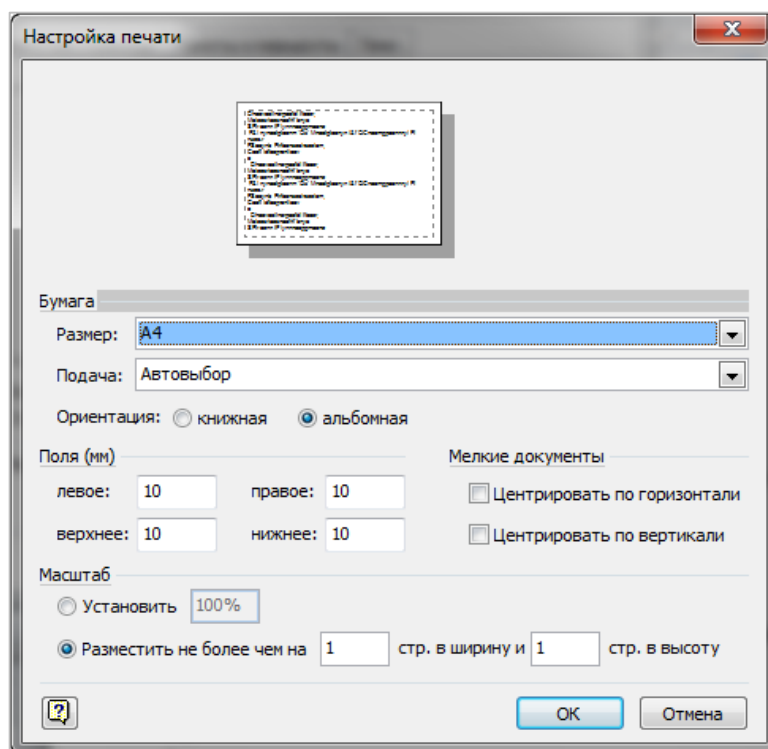 Настройка печати
Бумага
Размер: A4
Подача: Автовыбор
Ориентация: книжная альбомная
Поля (мм) Мелкие документы
левое: 10 правое: 10 Центрировать по горизонтали
верхнее: 10 нижнее: 10 Центрировать по вертикали
Масштаб
Установить 100%
Разместить не более чем на 1 стр. в ширину и 1 стр. в высоту
ОК Отмена